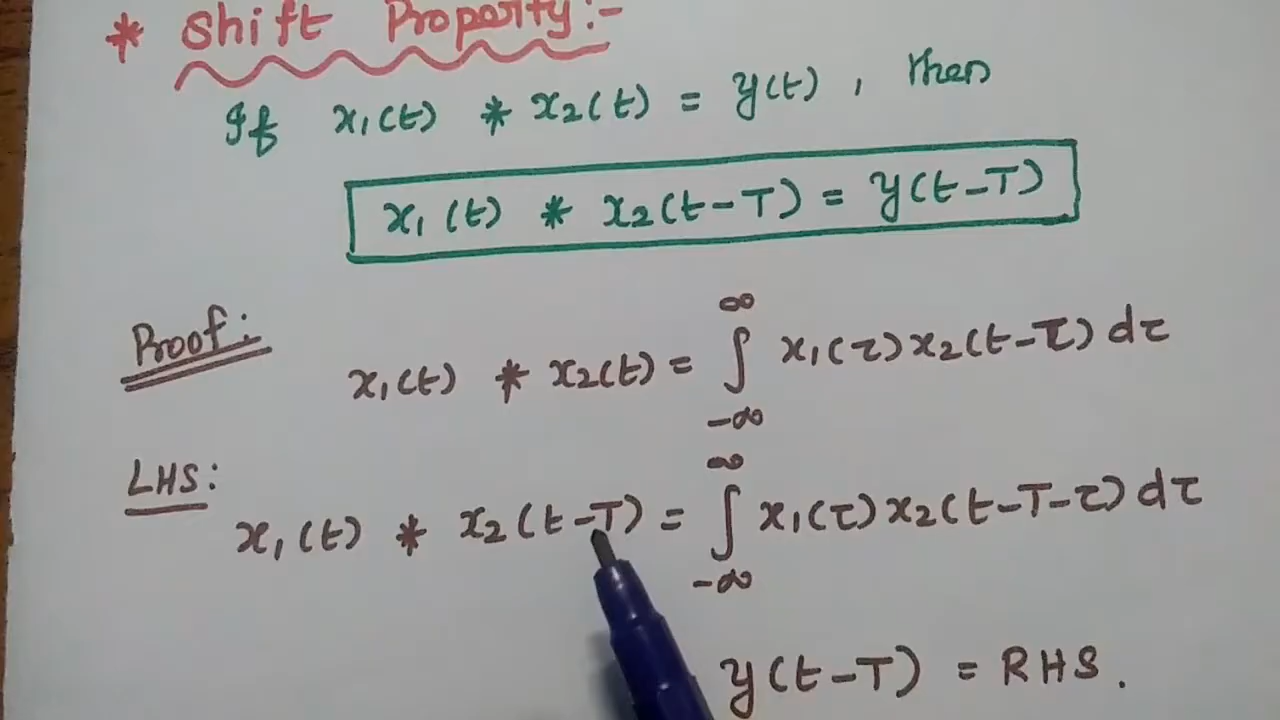 * Shift Property:-
If x₁(t) * x₂(t) = y(t), then
x₁(t) * x₂(t-T) = y(t-T)
Proof:
x₁(t) * x₂(t) = ∫_{-∞}^{∞} x₁(τ) x₂(t-τ) dτ
LHS:
x₁(t) * x₂(t-T) = ∫_{-∞}^{∞} x₁(τ) x₂(t-T-τ) dτ
y(t-T) = RHS.